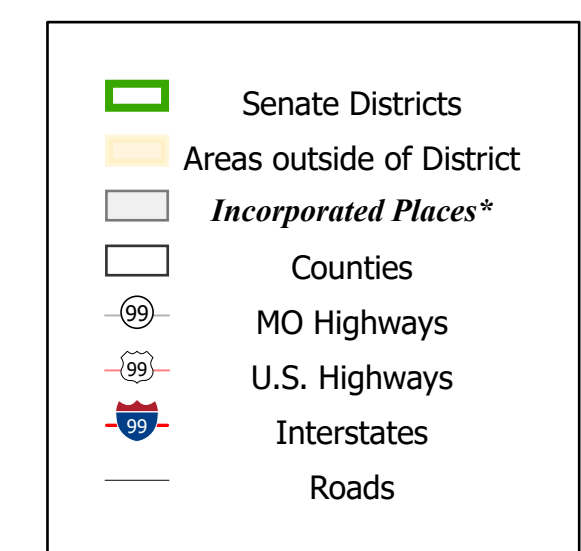 Senate Districts
Areas outside of District
Incorporated Places*
Counties
99 MO Highways
99 U.S. Highways
99 Interstates
Roads